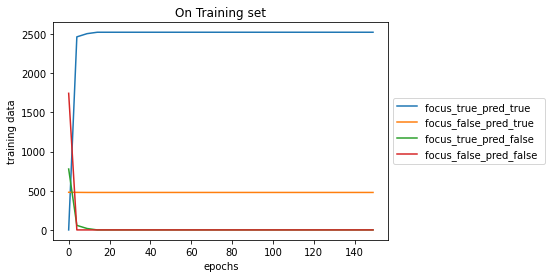 On Training set
training data
2500
2000
1500
1000
500
0
0 20 40 60 80 100 120 140
epochs
focus_true_pred_true
focus_false_pred_true
focus_true_pred_false
focus_false_pred_false